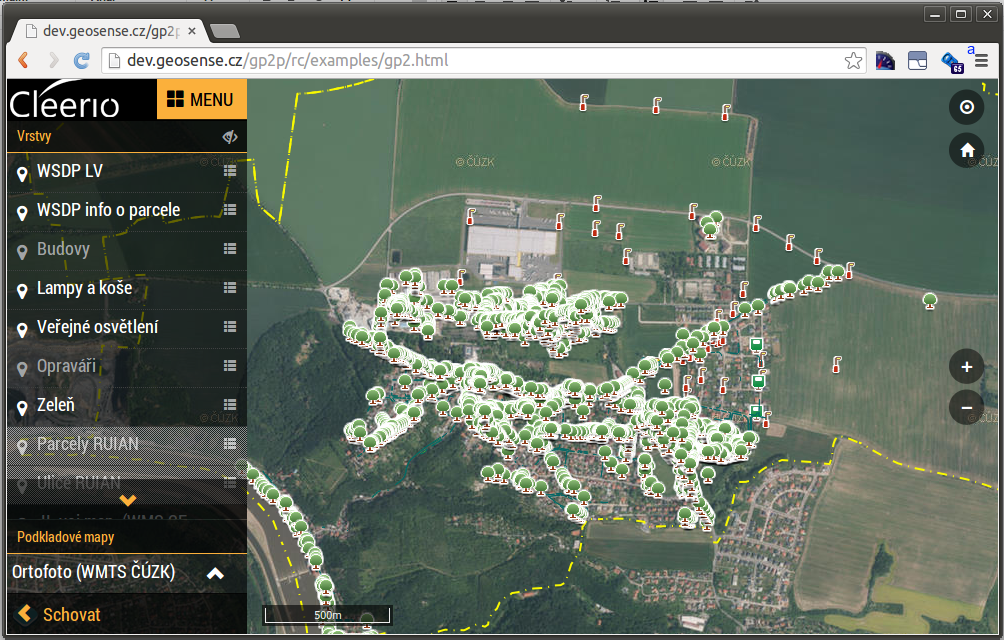 dev.geosense.cz/gp2p
dev.geosense.cz/gp2p/rc/examples/gp2.html
a
65
Cleerio
MENU
Vrstvy
© ČÚZK
© ČÚZK
© ČÚZK
© ČÚZK
WSDP LV
WSDP info o parcele
Budovy
Lampy a koše
Veřejné osvětlení
Opraváři
Zeleň
© ČÚZK
Parcely RUIAN
Ulice RUIAN
Podkladové mapy
Ortofoto (WMTS ČÚZK)
Schovat
500m